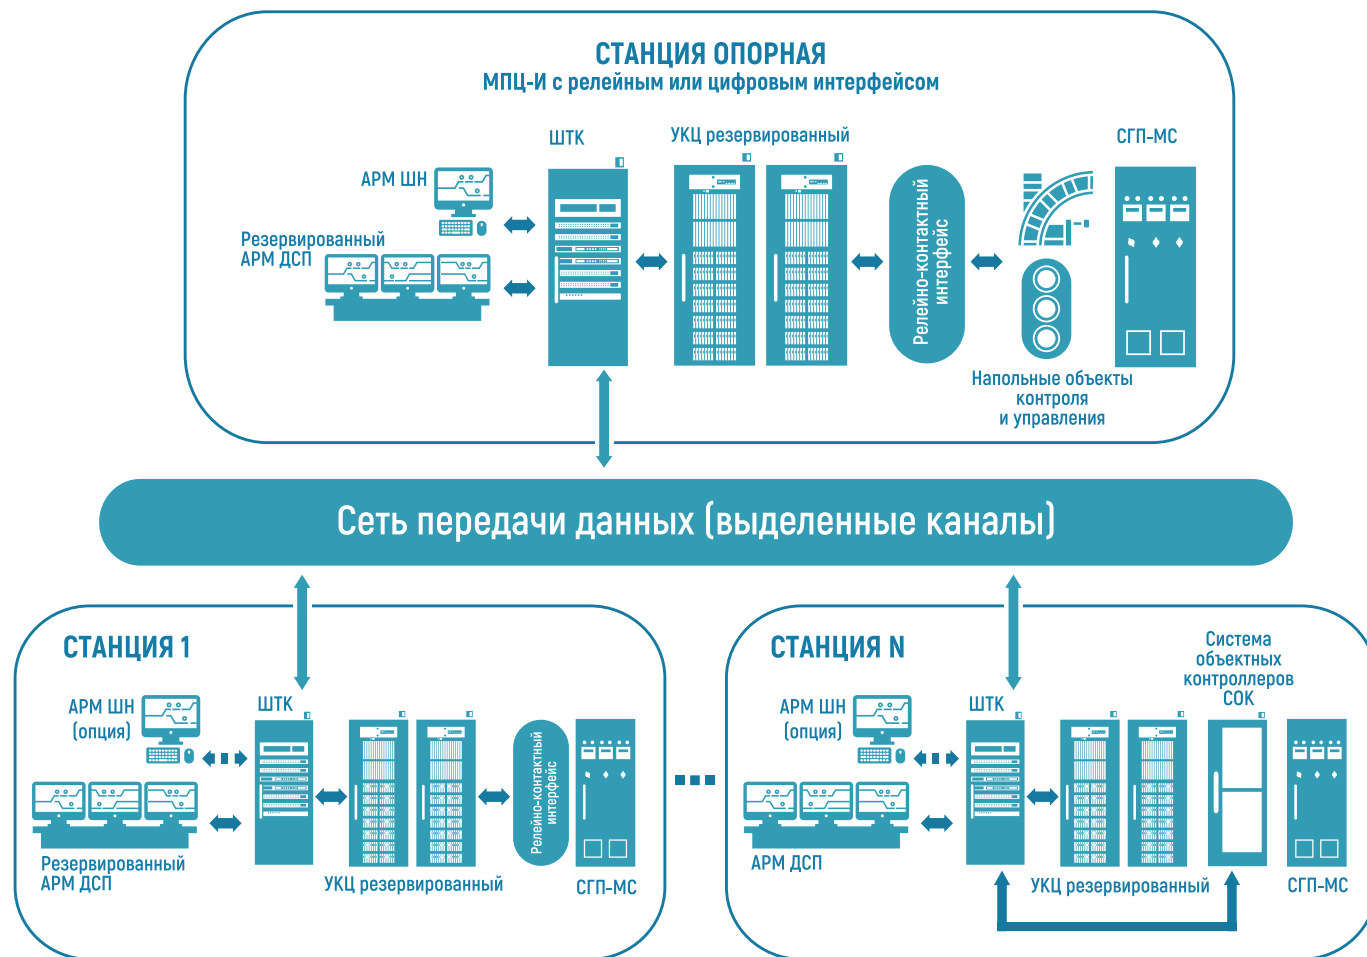 СТАНЦИЯ ОПОРНАЯ
МПЦ-И с релейным или цифровым интерфейсом
ШТК
УКЦ резервированный
СГП-МС
АРМ ШН
Резервированный
АРМ ДСП
Релейно-контактный
интерфейс
Напольные объекты
контроля
и управления
Сеть передачи данных (выделенные каналы)
СТАНЦИЯ 1
АРМ ШН
(опция)
ШТК
Релейно-контактный
интерфейс
Резервированный
АРМ ДСП
УКЦ резервированный
СГП-МС
СТАНЦИЯ N
Система
объектных
контроллеров
СОК
АРМ ШН
(опция)
ШТК
АРМ ДСП
УКЦ резервированный
СГП-МС